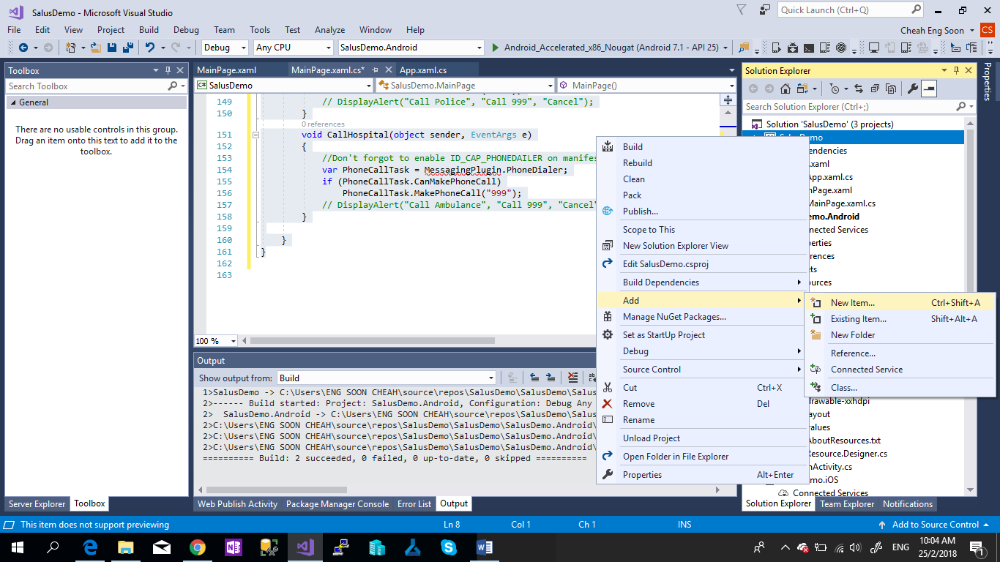 SalusDemo - Microsoft Visual Studio
Quick Launch (Ctrl+Q)
File Edit View Project Build Debug Team Tools Test Analyze Window Help
Cheah Eng Soon CS
Debug Any CPU SalusDemo.Android Android_Accelerated_x86_Nougat (Android 7.1 - API 25)
Toolbox
Search Toolbox
General
There are no usable controls in this group.
Drag an item onto this text to add it to the
toolbox.
Server Explorer Toolbox
MainPage.xaml MainPage.xaml.cs* App.xaml.cs
C# SalusDemo SalusDemo.MainPage MainPage()
149 // DisplayAlert("Call Police", "Call 999", "Cancel");
150 }
0 references
151 void CallHospital(object sender, EventArgs e)
152 {
153 //Don't forgot to enable ID_CAP_PHONEDAILER on manifes
154 var PhoneCallTask = MessagingPlugin.PhoneDialer;
155 if (PhoneCallTask.CanMakePhoneCall)
156 PhoneCallTask.MakePhoneCall("999");
157 // DisplayAlert("Call Ambulance", "Call 999", "Cancel"
158 }
159
160 }
161 }
162
163
100 %
Output
Show output from: Build
1>SalusDemo -> C:\Users\ENG SOON CHEAH\source\repos\SalusDemo\SalusDemo\Salus
2>------ Build started: Project: SalusDemo.Android, Configuration: Debug Any
2> SalusDemo.Android -> C:\Users\ENG SOON CHEAH\source\repos\SalusDemo\Salus
2>C:\Users\ENG SOON CHEAH\source\repos\SalusDemo\SalusDemo\SalusDemo.Android\
2>C:\Users\ENG SOON CHEAH\source\repos\SalusDemo\SalusDemo\SalusDemo.Android\
2>C:\Users\ENG SOON CHEAH\source\repos\SalusDemo\SalusDemo\SalusDemo.Android\
========== Build: 2 succeeded, 0 failed, 0 up-to-date, 0 skipped ==========
Web Publish Activity Package Manager Console Error List Output
Build
Rebuild
Clean
Pack
Publish...
Scope to This
New Solution Explorer View
Edit SalusDemo.csproj
Build Dependencies
Add
Manage NuGet Packages...
Set as StartUp Project
Debug
Source Control
Cut Ctrl+X
Remove Del
Rename
Unload Project
Open Folder in File Explorer
Properties Alt+Enter
New Item... Ctrl+Shift+A
Existing Item... Shift+Alt+A
New Folder
Reference...
Connected Service
Class...
Solution Explorer
Search Solution Explorer (Ctrl+;)
Solution 'SalusDemo' (3 projects)
SalusDemo
pendencies
.xaml
App.xaml.cs
nPage.xaml
MainPage.xaml.cs
emo.Android
nnected Services
perties
erences
ets
ources
drawable-xxhdpi
ayout
values
AboutResources.txt
Resource.Designer.cs
nActivity.cs
emo.iOS
Connected Services
Solution Explorer Team Explorer Notifications
Properties
This item does not support previewing Ln 8 Col 1 Ch 1 INS Add to Source Control
ENG
10:04 AM
25/2/2018
1